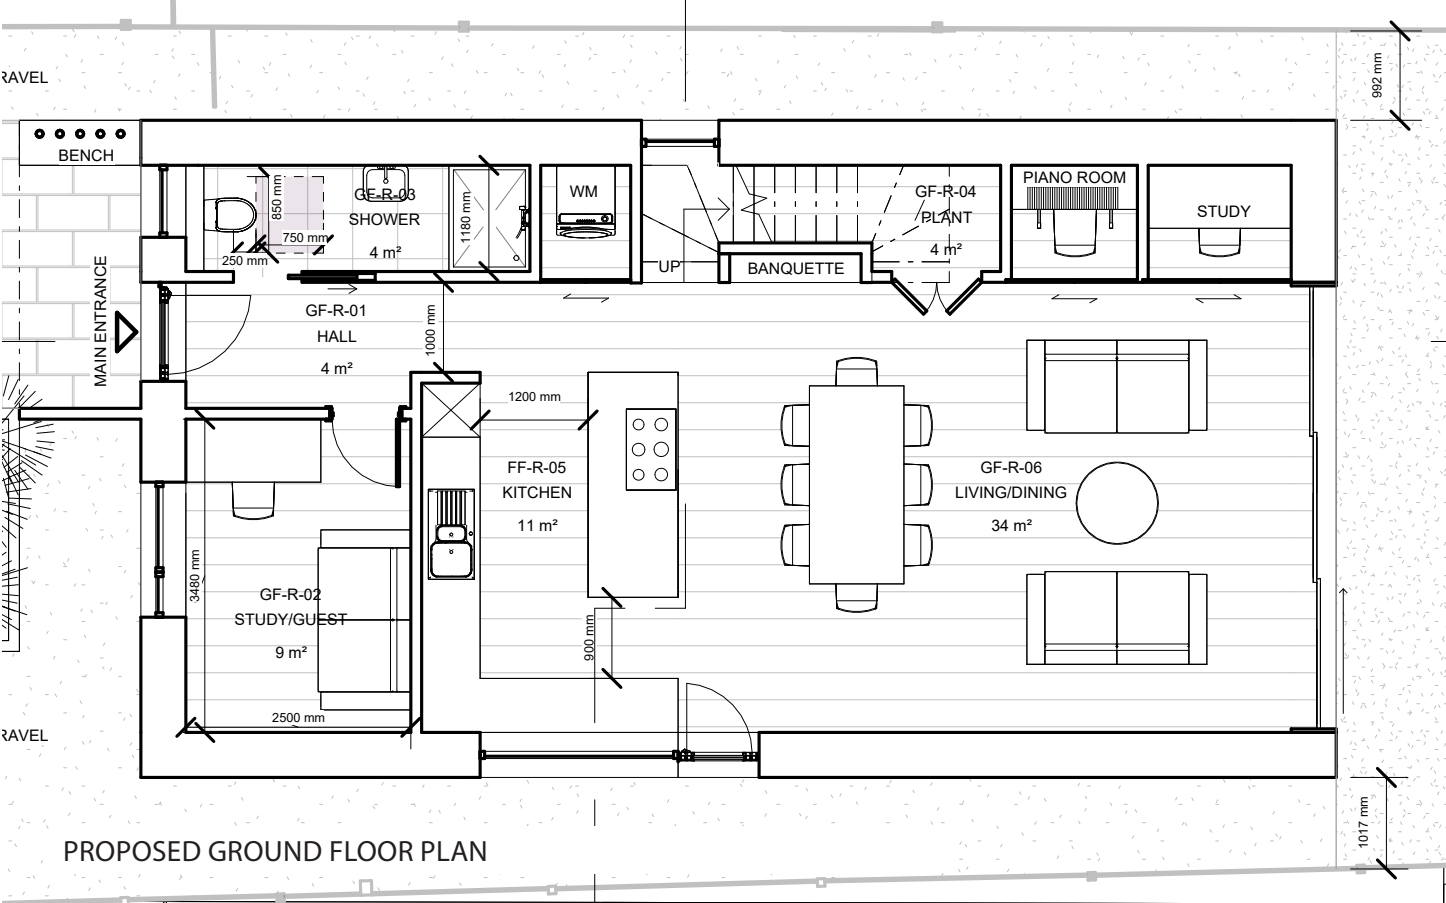 992 mm
RAVEL
BENCH
850 mm
GF-R-03
SHOWER
4 m²
750 mm
250 mm
1180 mm
WM
GF-R-04
PLANT
4 m²
PIANO ROOM
STUDY
UP
BANQUETTE
MAIN ENTRANCE
GF-R-01
HALL
4 m²
1000 mm
1200 mm
FF-R-05
KITCHEN
11 m²
GF-R-06
LIVING/DINING
34 m²
3480 mm
GF-R-02
STUDY/GUEST
9 m²
900 mm
2500 mm
RAVEL
1017 mm
PROPOSED GROUND FLOOR PLAN